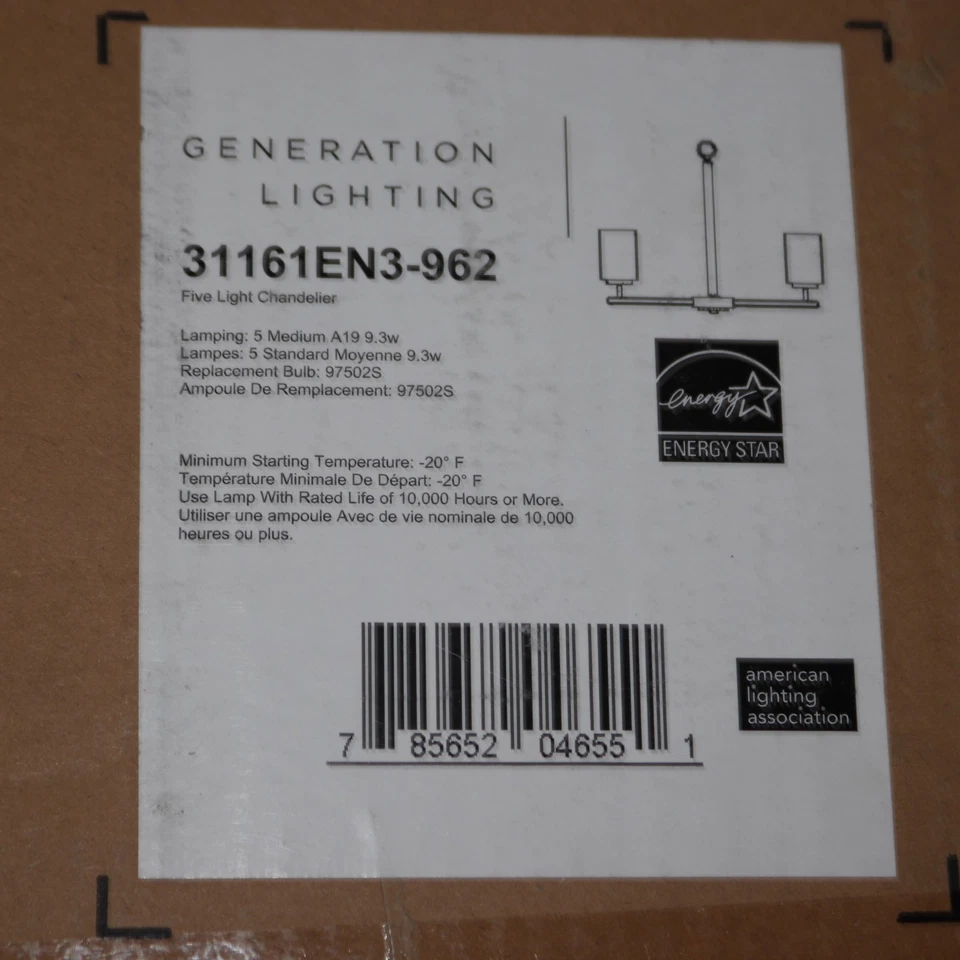 GENERATION
LIGHTING
31161EN3-962
Five Light Chandelier
Lamping: 5 Medium A19 9.3w
Lampes: 5 Standard Moyenne 9.3w
Replacement Bulb: 97502S
Ampoule De Remplacement: 97502S
energy
ENERGY STAR
Minimum Starting Temperature: -20° F
Température Minimale De Départ: -20° F
Use Lamp With Rated Life of 10,000 Hours or More.
Utiliser une ampoule Avec de vie nominale de 10,000
heures ou plus.
american
lighting
association
7 85652 04655 1